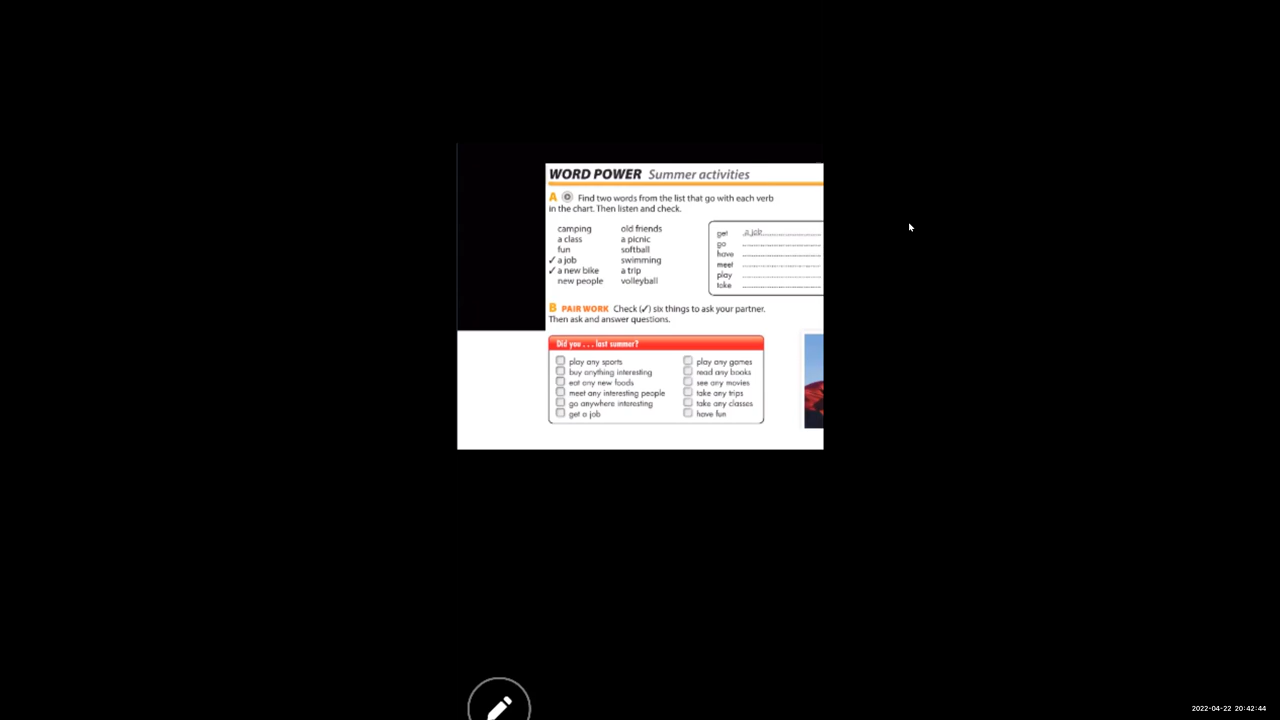 WORD POWER Summer activities
A Find two words from the list that go with each verb
in the chart. Then listen and check.
camping old friends
a class a picnic
fun softball
✓ a job swimming
✓ a new bike a trip
new people volleyball
get a job
go
have
meet
play
take
B PAIR WORK Check (✓) six things to ask your partner.
Then ask and answer questions.
Did you . . . last summer?
play any sports play any games
buy anything interesting read any books
eat any new foods see any movies
meet any interesting people take any trips
go anywhere interesting take any classes
get a job have fun
2022-04-22 20:42:44